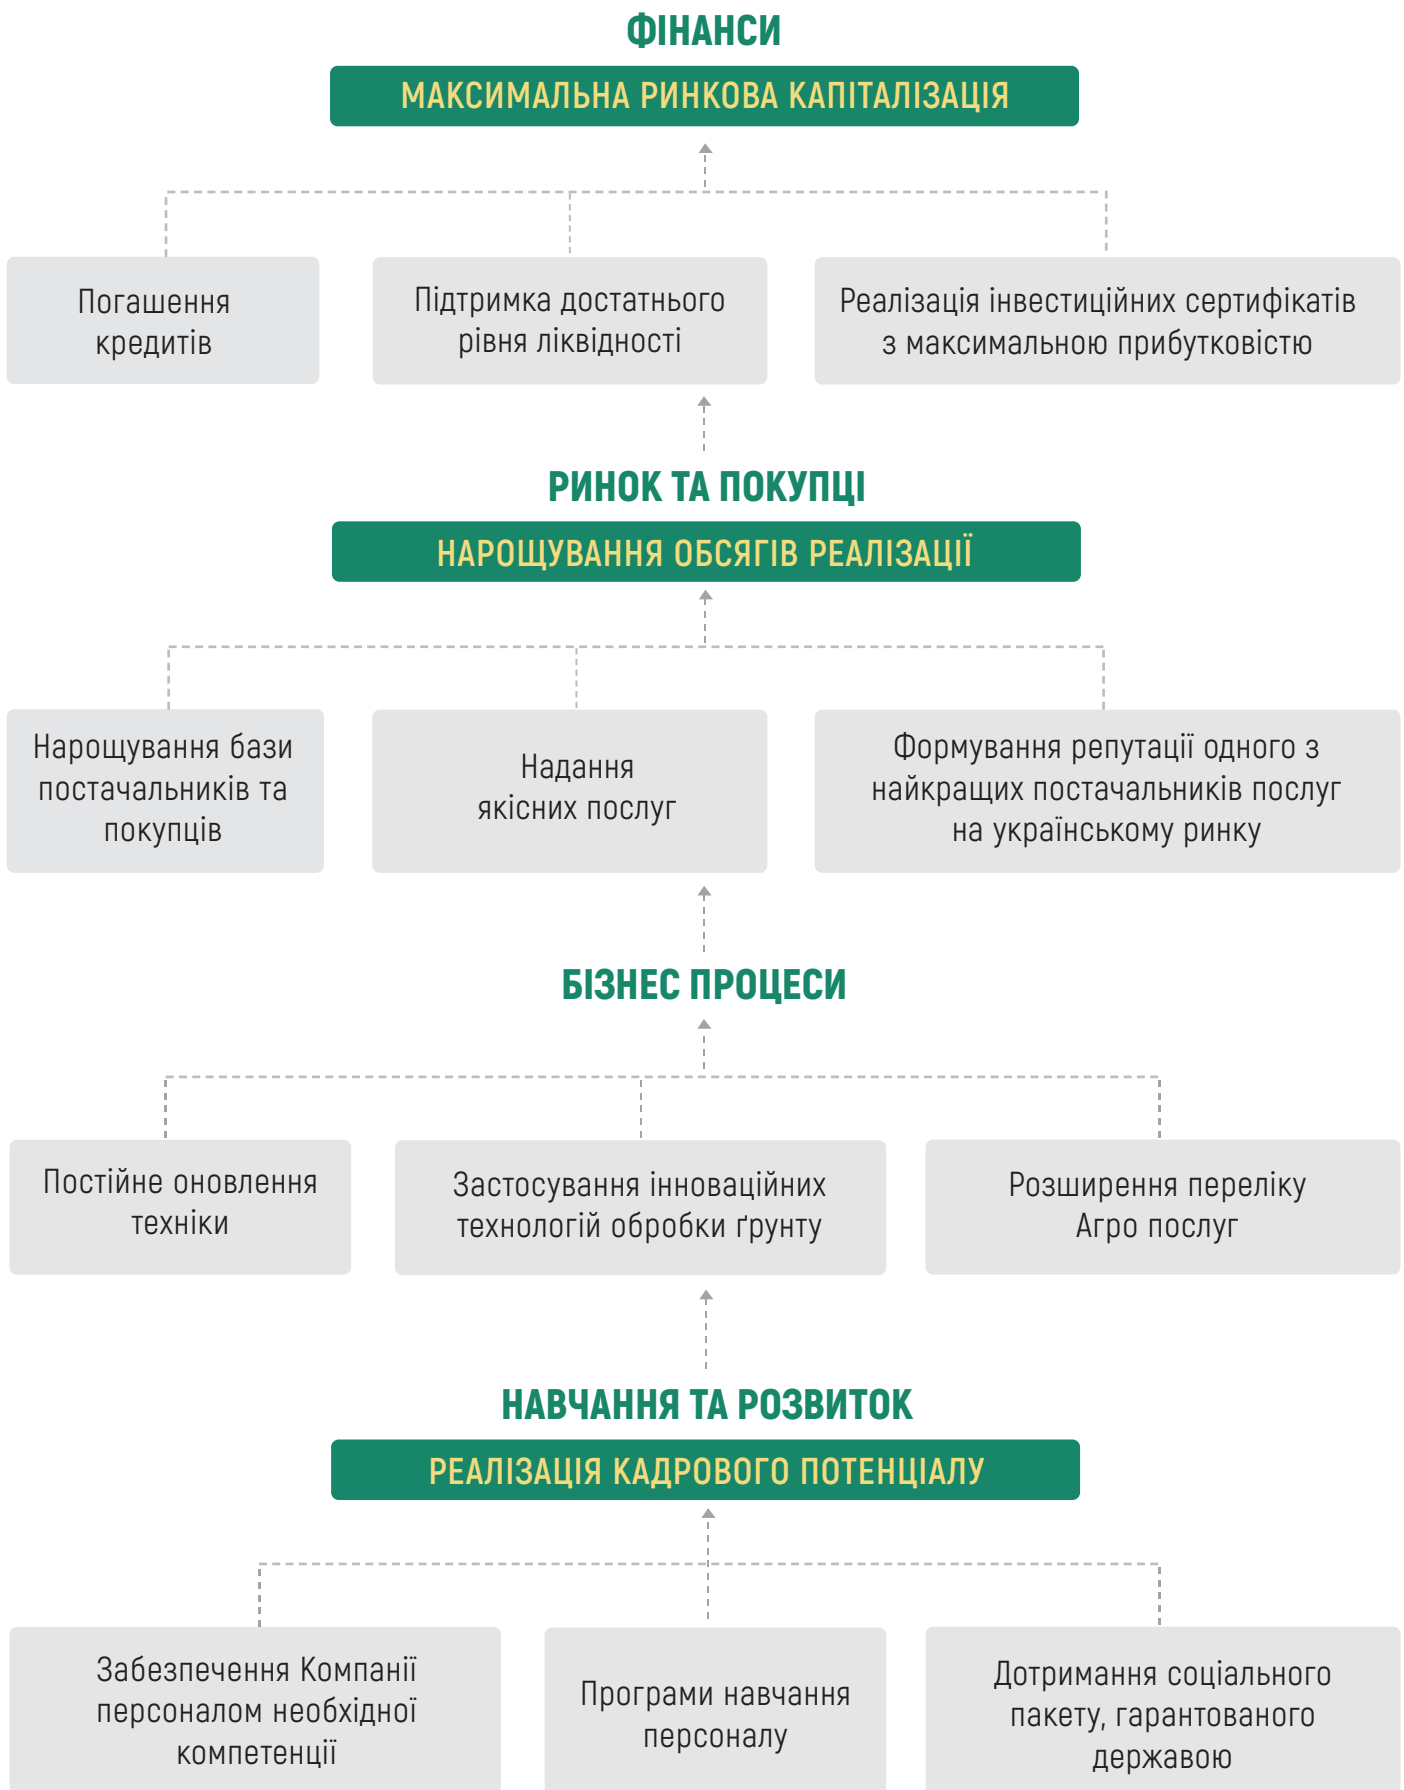 ФІНАНСИ
МАКСИМАЛЬНА РИНКОВА КАПІТАЛІЗАЦІЯ
Погашення
кредитів
Підтримка достатнього
рівня ліквідності
Реалізація інвестиційних сертифікатів
з максимальною прибутковістю
РИНОК ТА ПОКУПЦІ
НАРОЩУВАННЯ ОБСЯГІВ РЕАЛІЗАЦІЇ
Нарощування бази
постачальників та
покупців
Надання
якісних послуг
Формування репутації одного з
найкращих постачальників послуг
на українському ринку
БІЗНЕС ПРОЦЕСИ
Постійне оновлення
техніки
Застосування інноваційних
технологій обробки ґрунту
Розширення переліку
Агро послуг
НАВЧАННЯ ТА РОЗВИТОК
РЕАЛІЗАЦІЯ КАДРОВОГО ПОТЕНЦІАЛУ
Забезпечення Компанії
персоналом необхідної
компетенції
Програми навчання
персоналу
Дотримання соціального
пакету, гарантованого
державою